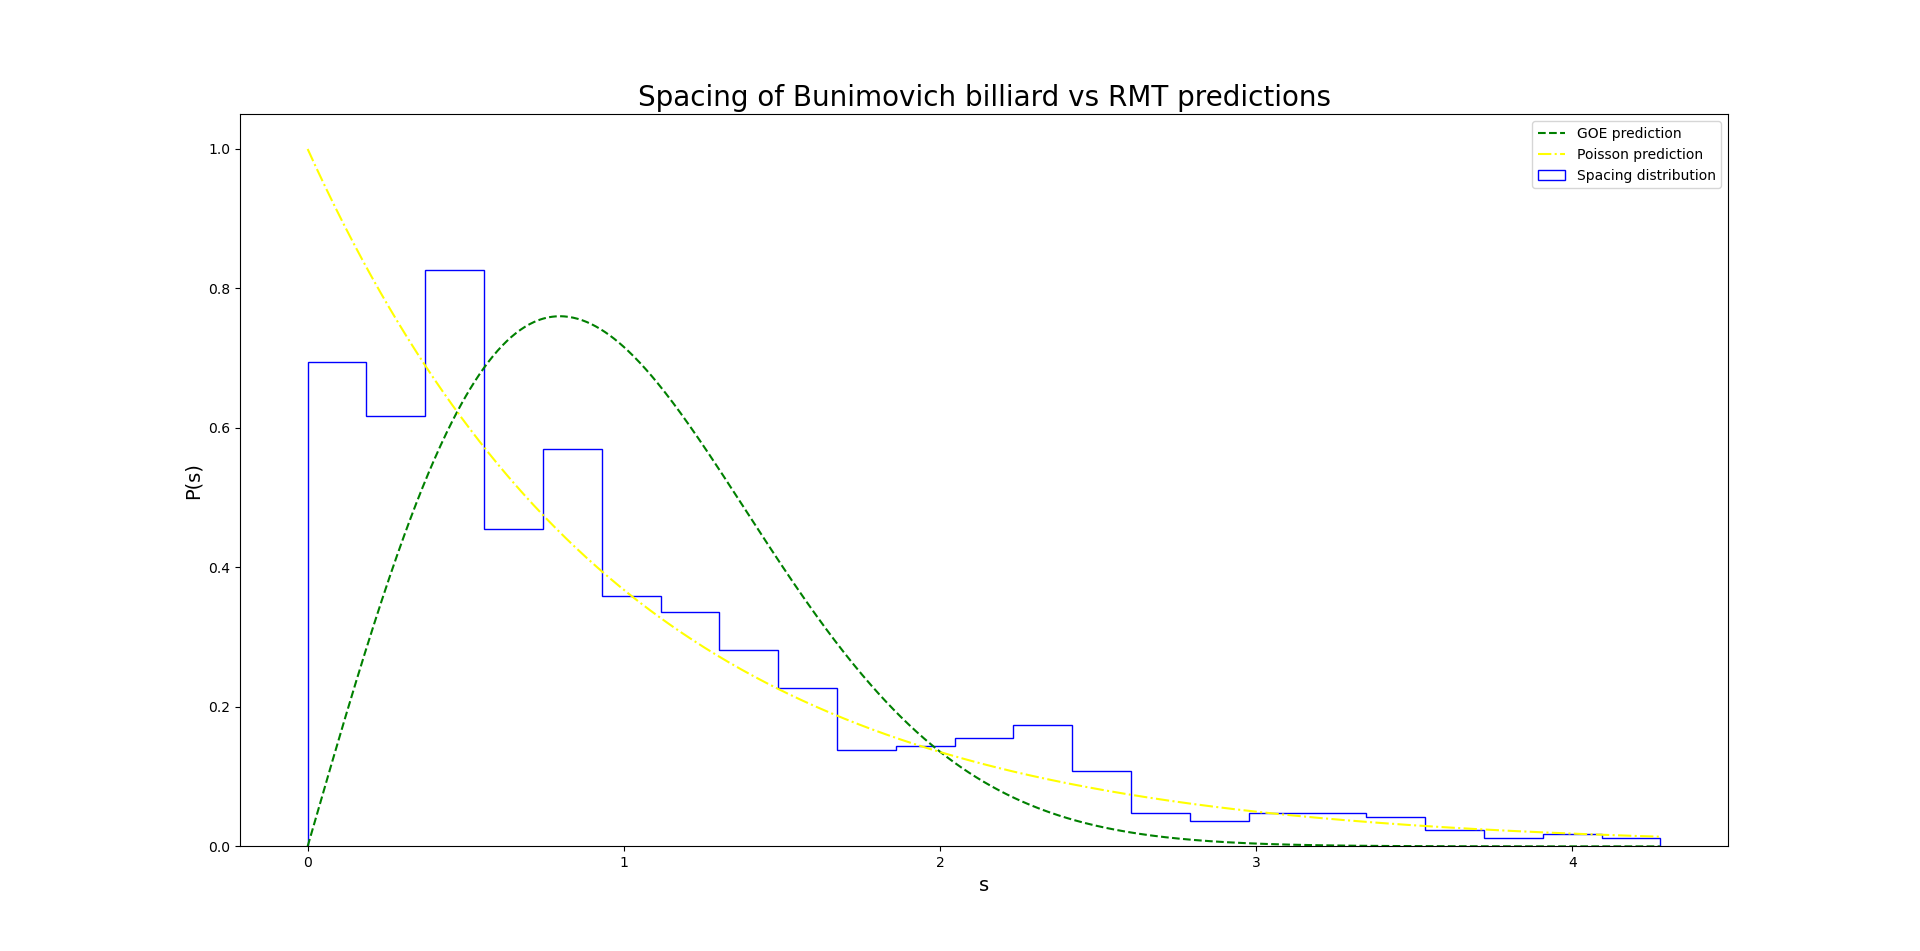 Spacing of Bunimovich billiard vs RMT predictions
GOE prediction
Poisson prediction
Spacing distribution
1.0
0.8
0.6
0.4
0.2
0.0
P(s)
0 1 2 3 4
s